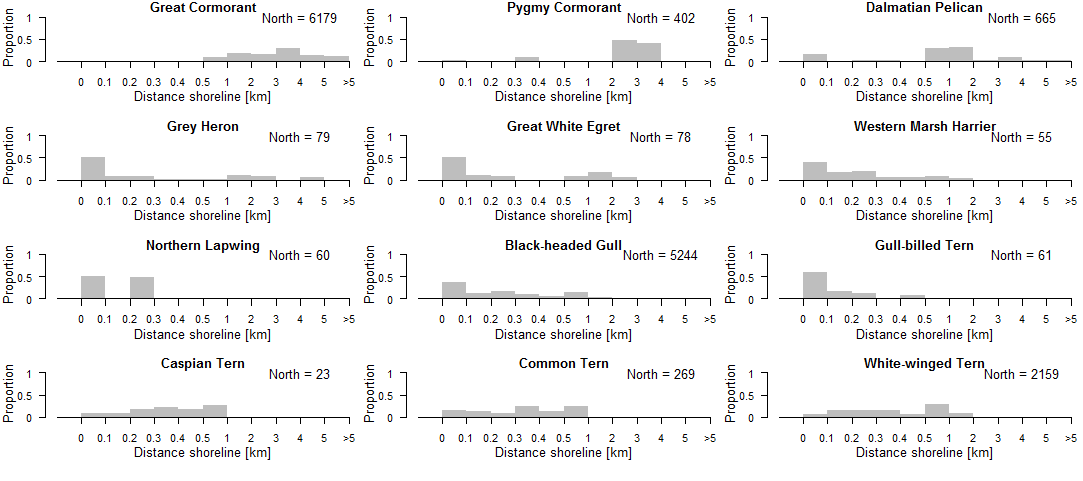 Great Cormorant Pygmy Cormorant Dalmatian Pelican
North = 6179 North = 402 North = 665
Proportion 1 0.5 0 Proportion 1 0.5 0 Proportion 1 0.5 0
0 0.1 0.2 0.3 0.4 0.5 1 2 3 4 5 >5 0 0.1 0.2 0.3 0.4 0.5 1 2 3 4 5 >5 0 0.1 0.2 0.3 0.4 0.5 1 2 3 4 5 >5
Distance shoreline [km] Distance shoreline [km] Distance shoreline [km]
Grey Heron Great White Egret Western Marsh Harrier
North = 79 North = 78 North = 55
Proportion 1 0.5 0 Proportion 1 0.5 0 Proportion 1 0.5 0
0 0.1 0.2 0.3 0.4 0.5 1 2 3 4 5 >5 0 0.1 0.2 0.3 0.4 0.5 1 2 3 4 5 >5 0 0.1 0.2 0.3 0.4 0.5 1 2 3 4 5 >5
Distance shoreline [km] Distance shoreline [km] Distance shoreline [km]
Northern Lapwing Black-headed Gull Gull-billed Tern
North = 60 North = 5244 North = 61
Proportion 1 0.5 0 Proportion 1 0.5 0 Proportion 1 0.5 0
0 0.1 0.2 0.3 0.4 0.5 1 2 3 4 5 >5 0 0.1 0.2 0.3 0.4 0.5 1 2 3 4 5 >5 0 0.1 0.2 0.3 0.4 0.5 1 2 3 4 5 >5
Distance shoreline [km] Distance shoreline [km] Distance shoreline [km]
Caspian Tern Common Tern White-winged Tern
North = 23 North = 269 North = 2159
Proportion 1 0.5 0 Proportion 1 0.5 0 Proportion 1 0.5 0
0 0.1 0.2 0.3 0.4 0.5 1 2 3 4 5 >5 0 0.1 0.2 0.3 0.4 0.5 1 2 3 4 5 >5 0 0.1 0.2 0.3 0.4 0.5 1 2 3 4 5 >5
Distance shoreline [km] Distance shoreline [km] Distance shoreline [km]